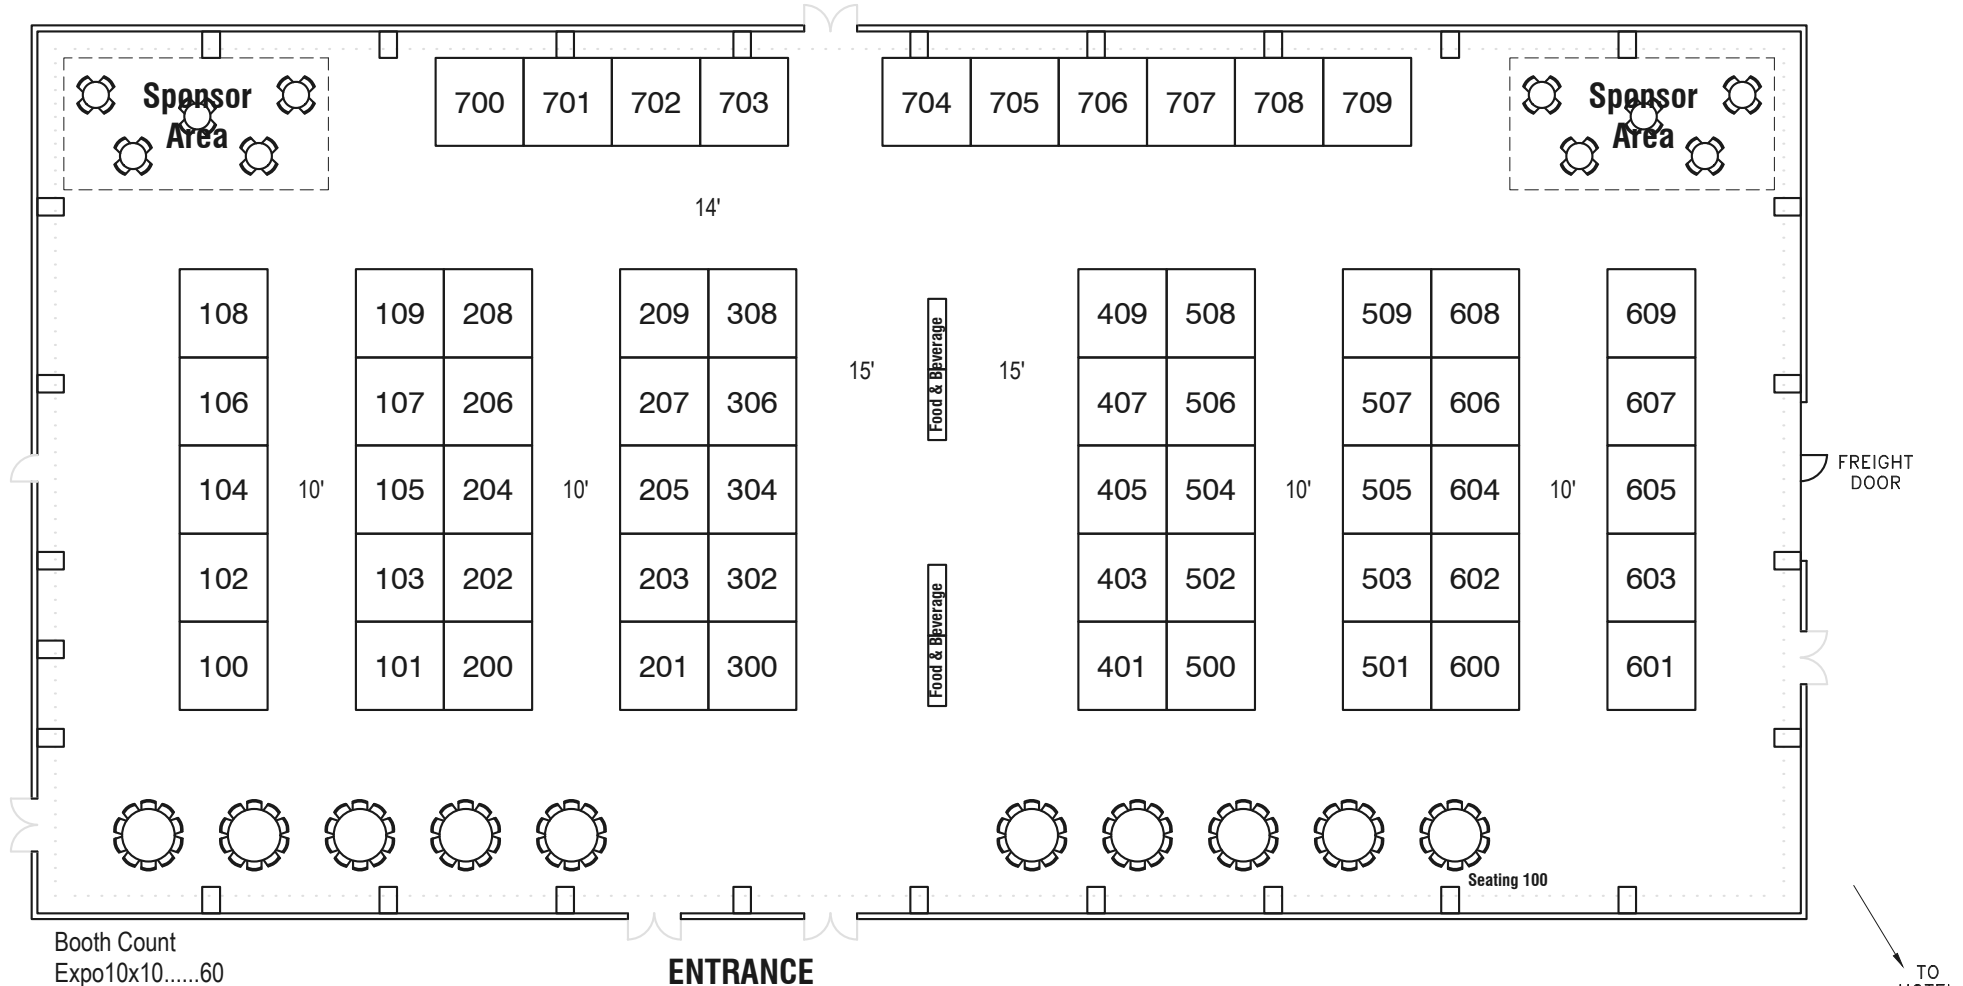 Sponsor
Area
700 701 702 703 704 705 706 707 708 709
Sponsor
Area
14'
108 109 208 209 308 409 508 509 608 609
15' Food & Beverage 15'
106 107 206 207 306 407 506 507 606 607
FREIGHT
DOOR
104 10' 105 204 10' 205 304 405 504 10' 505 604 10' 605
102 103 202 203 302 403 502 503 602 603
Food & Beverage
100 101 200 201 300 401 500 501 600 601
Seating 100
Booth Count
Expo10x10......60
ENTRANCE
TO